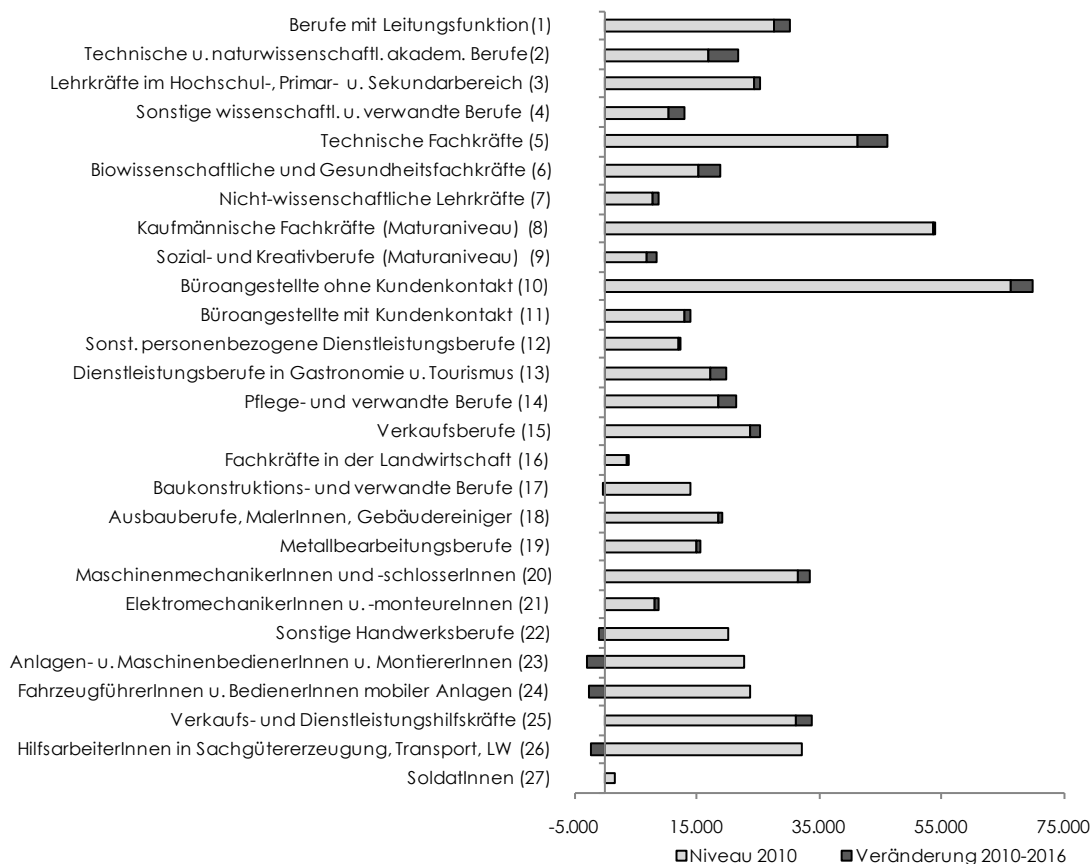 Berufe mit Leitungsfunktion (1)
Technische u. naturwissenschaftl. akadem. Berufe (2)
Lehrkräfte im Hochschul-, Primar- u. Sekundarbereich (3)
Sonstige wissenschaftl. u. verwandte Berufe (4)
Technische Fachkräfte (5)
Biowissenschaftliche und Gesundheitsfachkräfte (6)
Nicht-wissenschaftliche Lehrkräfte (7)
Kaufmännische Fachkräfte (Maturaniveau) (8)
Sozial- und Kreativberufe (Maturaniveau) (9)
Büroangestellte ohne Kundenkontakt (10)
Büroangestellte mit Kundenkontakt (11)
Sonst. personenbezogene Dienstleistungsberufe (12)
Dienstleistungsberufe in Gastronomie u. Tourismus (13)
Pflege- und verwandte Berufe (14)
Verkaufsberufe (15)
Fachkräfte in der Landwirtschaft (16)
Baukonstruktions- und verwandte Berufe (17)
Ausbauberufe, MalerInnen, Gebäudereiniger (18)
Metallbearbeitungsberufe (19)
MaschinenmechanikerInnen und -schlosserInnen (20)
ElektromechanikerInnen u. -monteureInnen (21)
Sonstige Handwerksberufe (22)
Anlagen- u. MaschinenbedienerInnen u. MontiererInnen (23)
FahrzeugführerInnen u. BedienerInnen mobiler Anlagen (24)
Verkaufs- und Dienstleistungshilfskräfte (25)
HilfsarbeiterInnen in Sachgütererzeugung, Transport, LW (26)
SoldatInnen (27)
-5.000 15.000 35.000 55.000 75.000
Niveau 2010 Veränderung 2010-2016